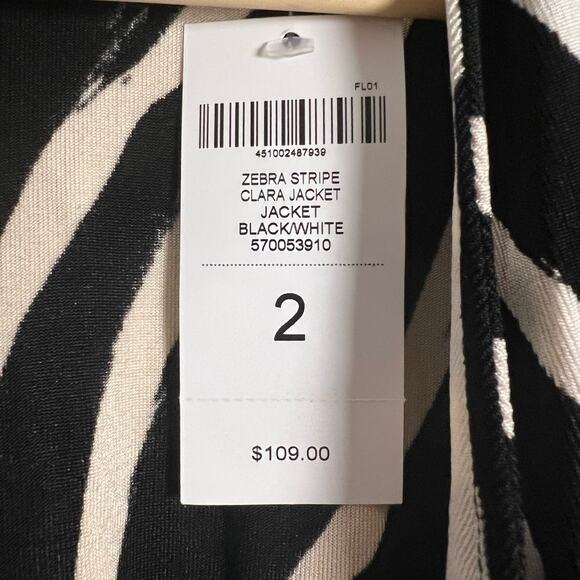 FL01
451002487939
ZEBRA STRIPE
CLARA JACKET
JACKET
BLACK/WHITE
570053910
2
$109.00